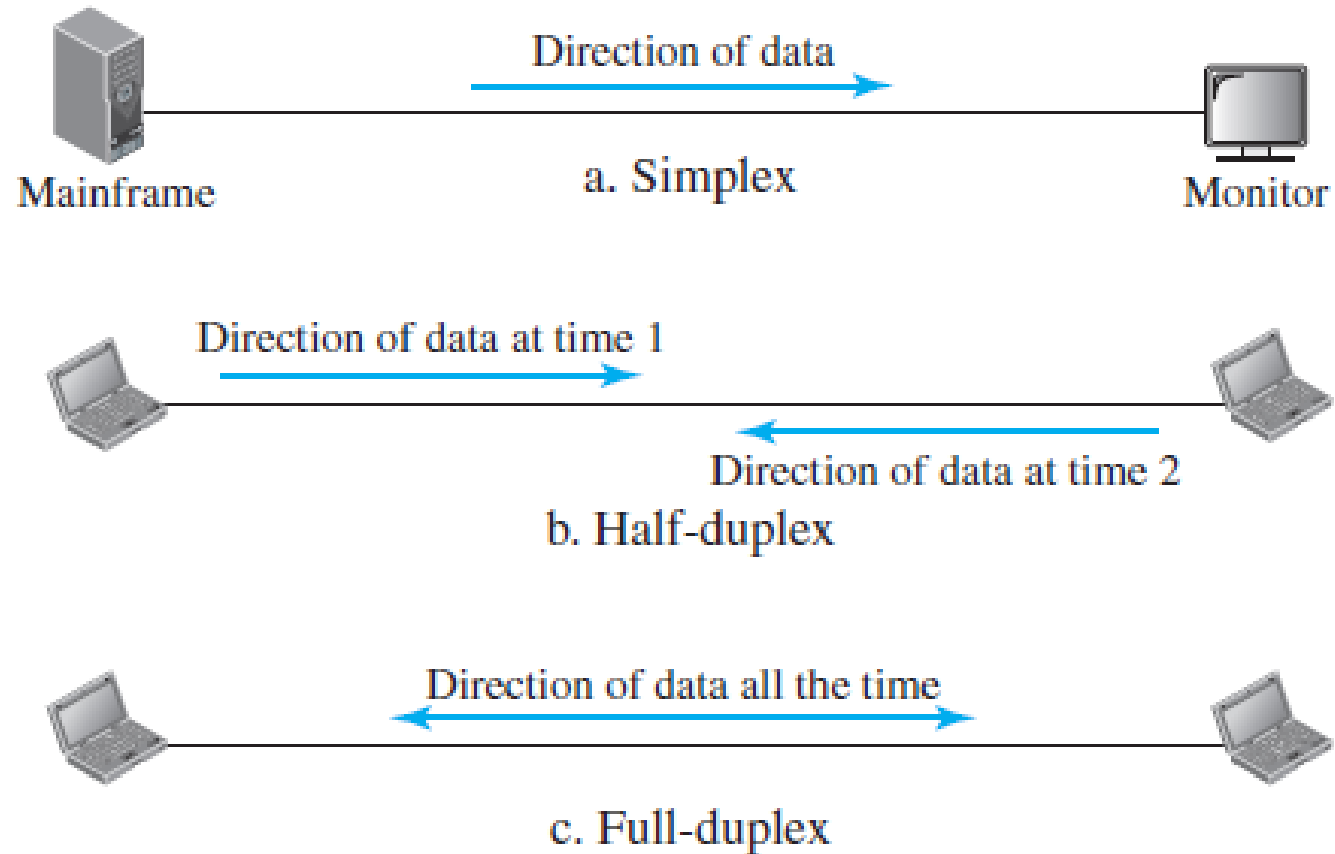 Direction of data
Mainframe
a. Simplex
Monitor
Direction of data at time 1
Direction of data at time 2
b. Half-duplex
Direction of data all the time
c. Full-duplex